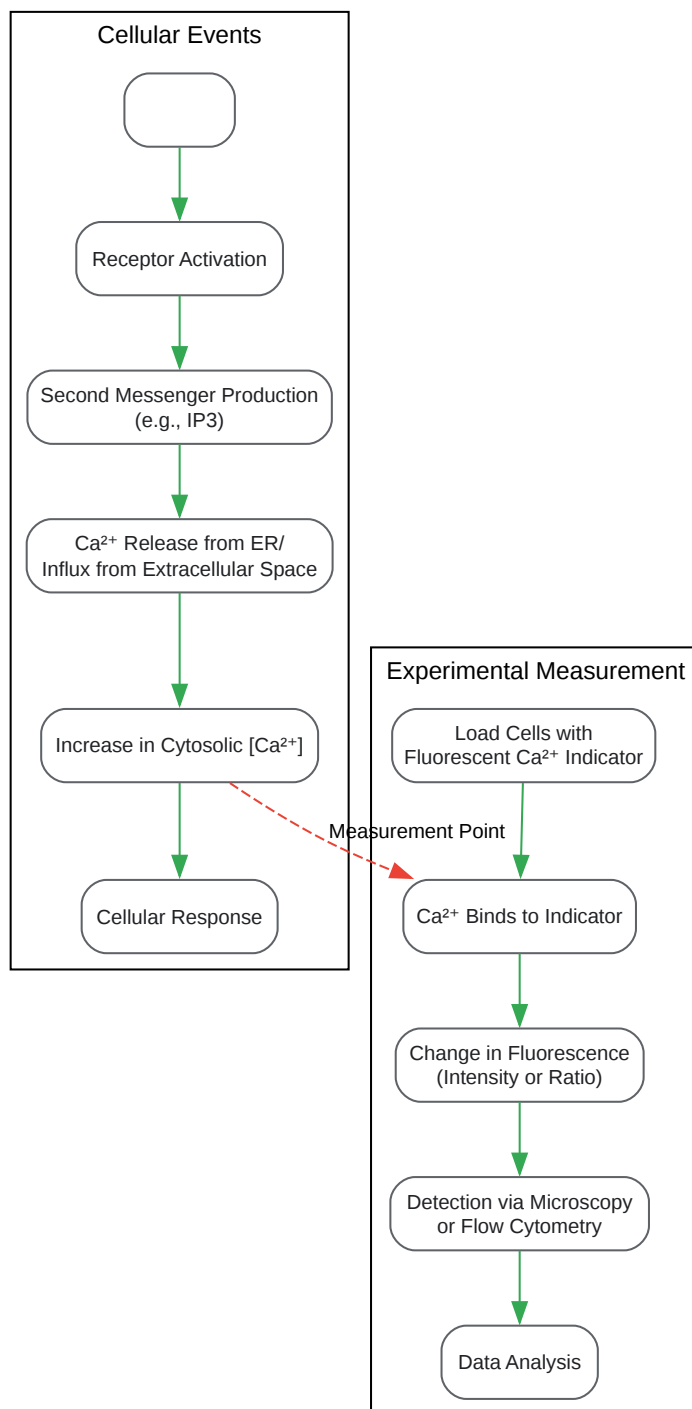 Cellular Events
Receptor Activation
Second Messenger Production
(e.g., IP3)
Ca²⁺ Release from ER/
Influx from Extracellular Space
Increase in Cytosolic [Ca²⁺]
Cellular Response
Measurement Point
Experimental Measurement
Load Cells with
Fluorescent Ca²⁺ Indicator
Ca²⁺ Binds to Indicator
Change in Fluorescence
(Intensity or Ratio)
Detection via Microscopy
or Flow Cytometry
Data Analysis